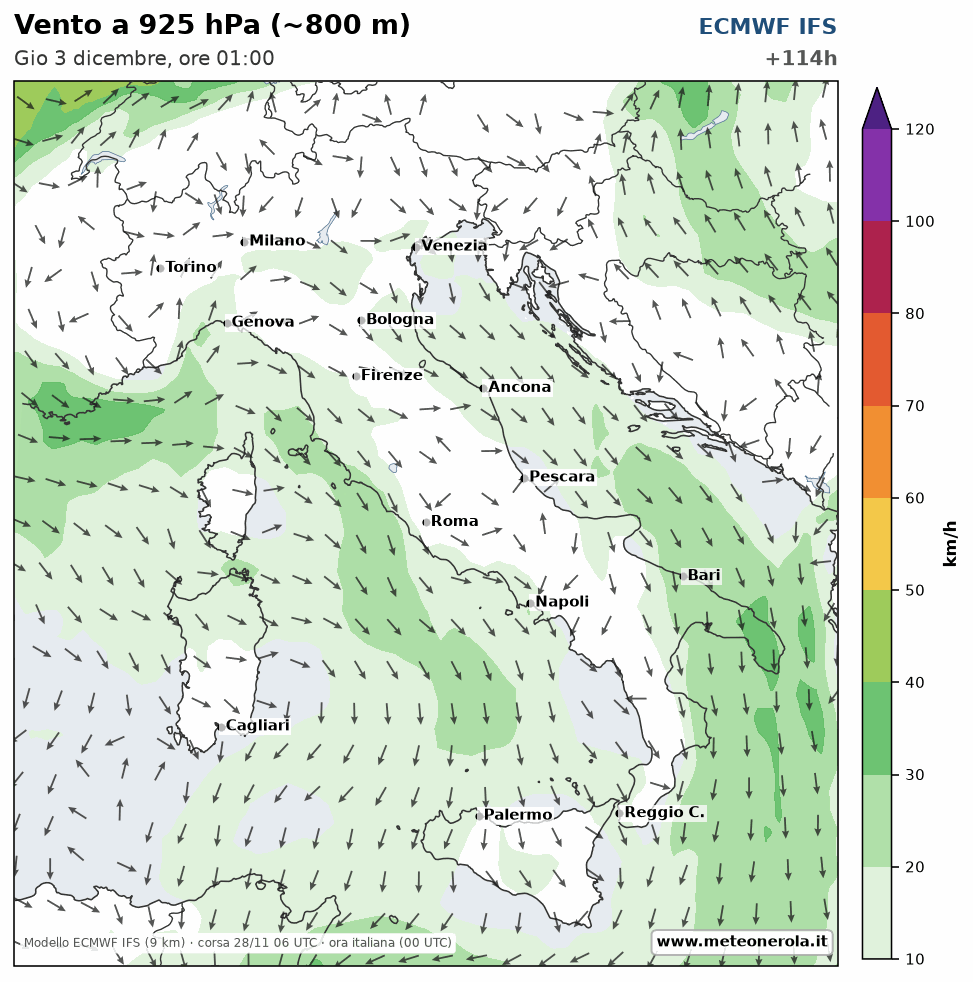 Vento a 925 hPa (~800 m)
ECMWF IFS
Gio 3 dicembre, ore 01:00
+114h
Milano
Venezia
Torino
Genova
Bologna
Firenze
Ancona
Pescara
Roma
Bari
Napoli
Cagliari
Palermo
Reggio C.
120
100
80
70
60
50
40
30
20
10
km/h
Modello ECMWF IFS (9 km) · corsa 28/11 06 UTC · ora italiana (00 UTC)
www.meteonerola.it